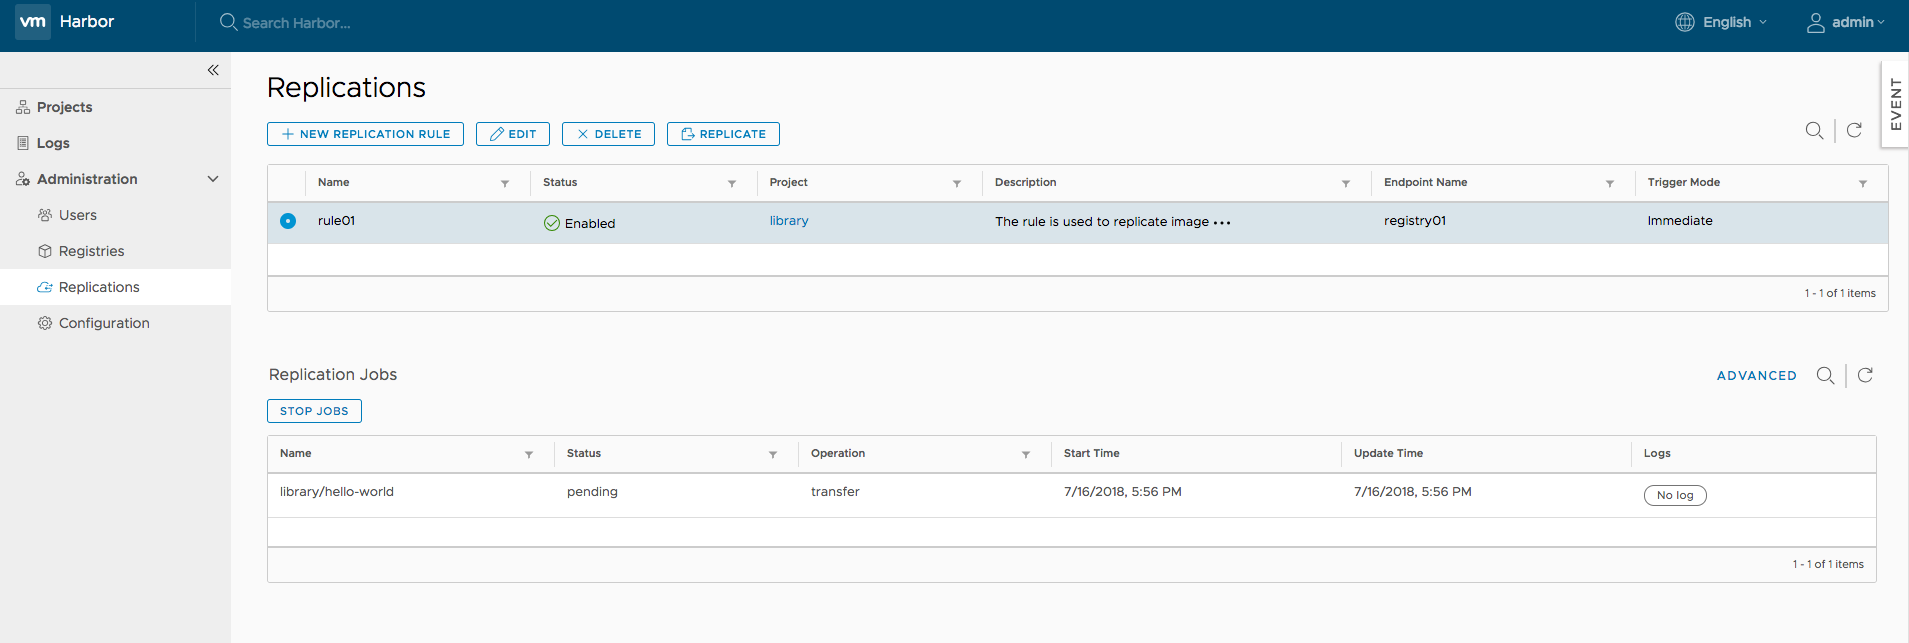 vm Harbor Search Harbor... English admin
EVENT
Projects
Logs
Administration
Users
Registries
Replications
Configuration
Replications
NEW REPLICATION RULE EDIT DELETE REPLICATE
Name Status Project Description Endpoint Name Trigger Mode
rule01 Enabled library The rule is used to replicate image ••• registry01 Immediate
1 - 1 of 1 items
Replication Jobs ADVANCED
STOP JOBS
Name Status Operation Start Time Update Time Logs
library/hello-world pending transfer 7/16/2018, 5:56 PM 7/16/2018, 5:56 PM No log
1 - 1 of 1 items